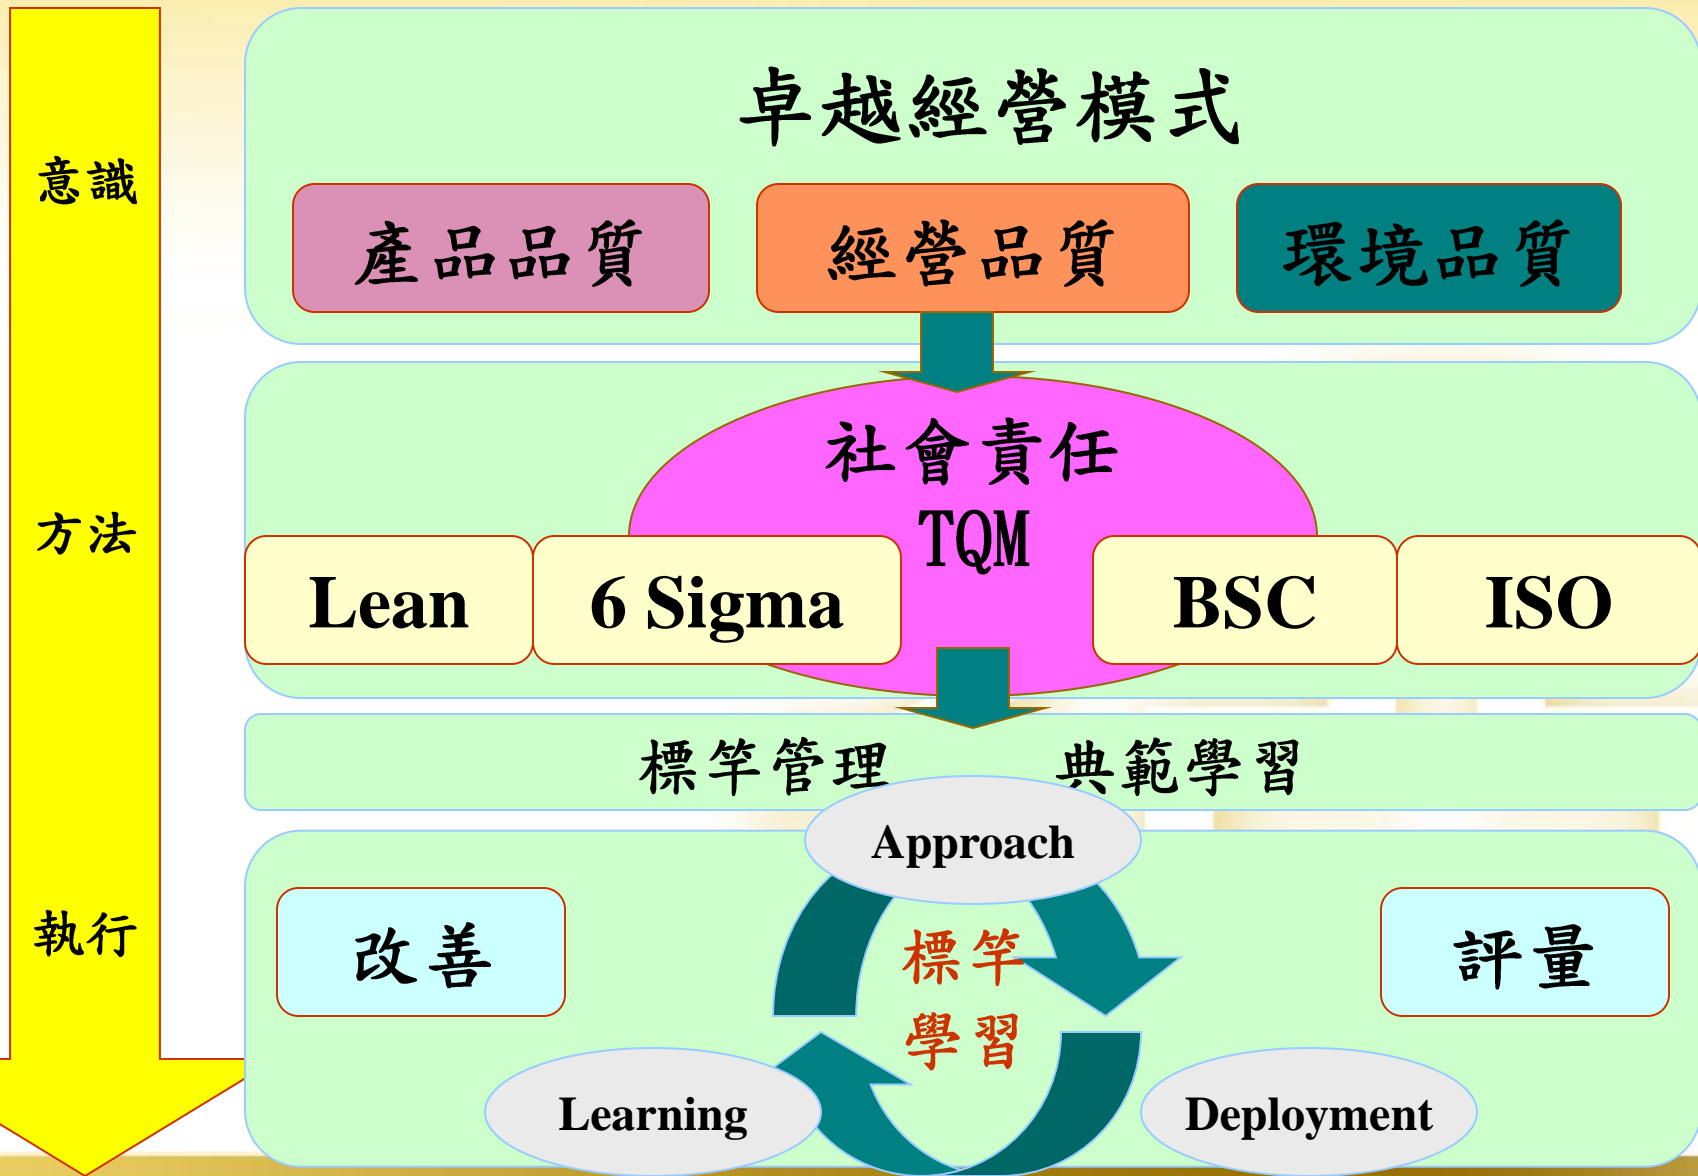 卓越經營模式
意識
產品品質
經營品質
環境品質
社會責任
TQM
方法
Lean
6 Sigma
BSC
ISO
標竿管理
典範學習
Approach
執行
改善
標竿
學習
評量
Learning
Deployment